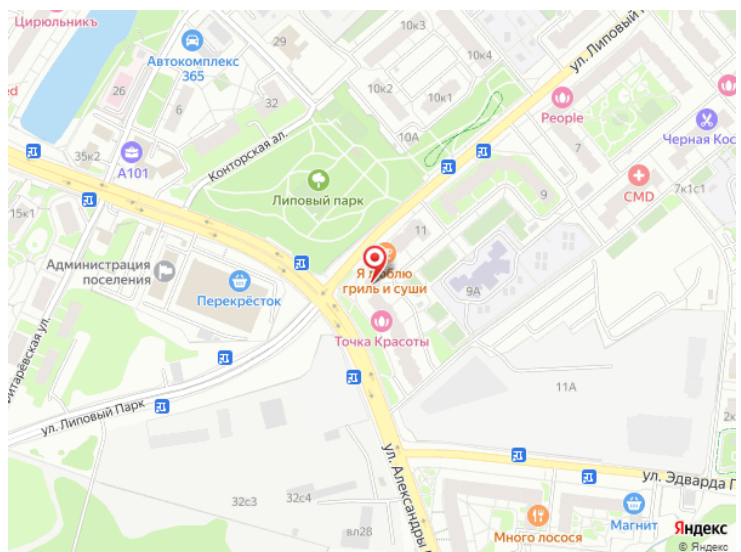 Цирюльникъ
29
10к3
10к4
ул. Липовый
Автокомплекс
365
26
10к2
10к1
6
32
People
Черная Кос
10А
Конторская ал.
7
35к2
А101
CMD
7к1с1
9
Липовый парк
15к1
11
Администрация
поселения
Я люблю
гриль и суши
9А
Перекрёсток
Точка Красоты
11А
ул. Липовый Парк
ул. Александры
ул. Эдварда Г
32с3
32с4
вл28
Много лосося
Магнит
Яндекс
© Яндекс